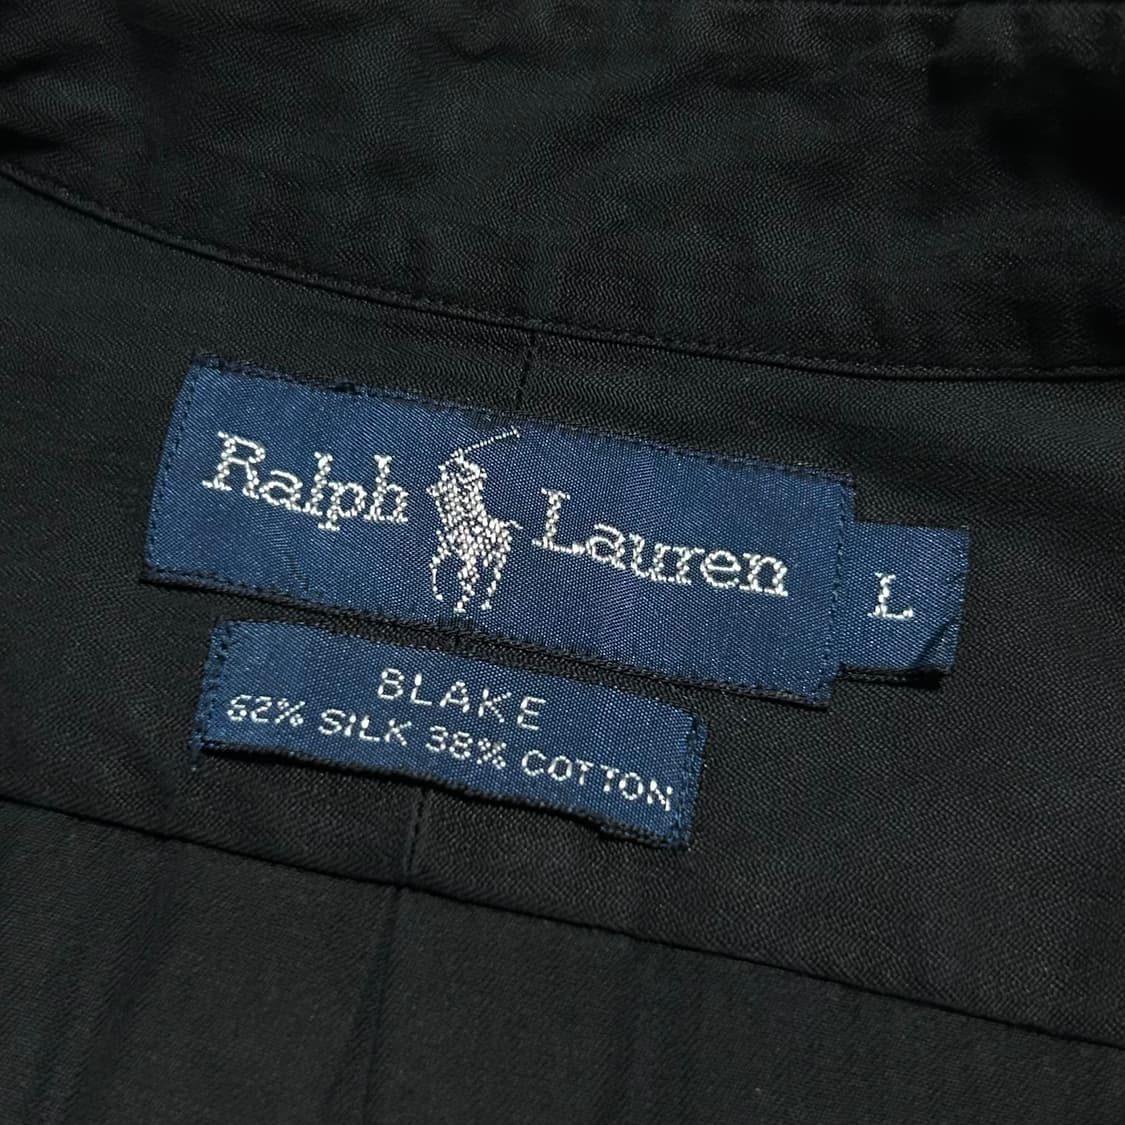 Ralph Lauren
L
BLAKE
62% SILK 38% COTTON